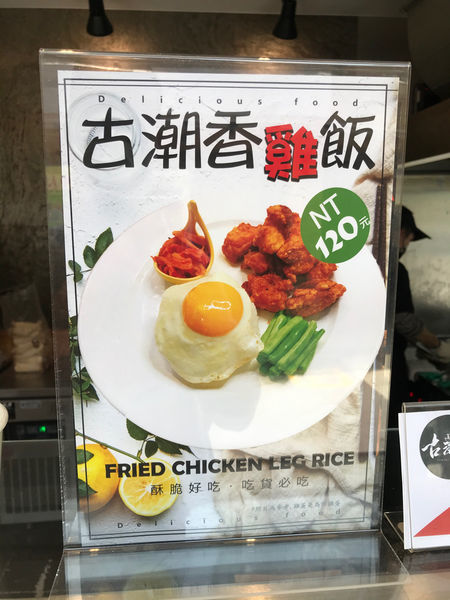 Delicious food
古潮香雞飯
NT
120元
FRIED CHICKEN LEG RICE
酥脆好吃·吃貨必吃
Delicious food
古